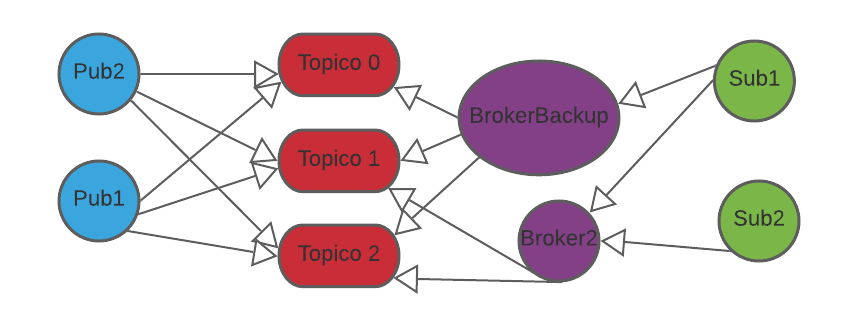 Pub2
Topico 0
Sub1
BrokerBackup
Topico 1
Pub1
Sub2
Broker2
Topico 2